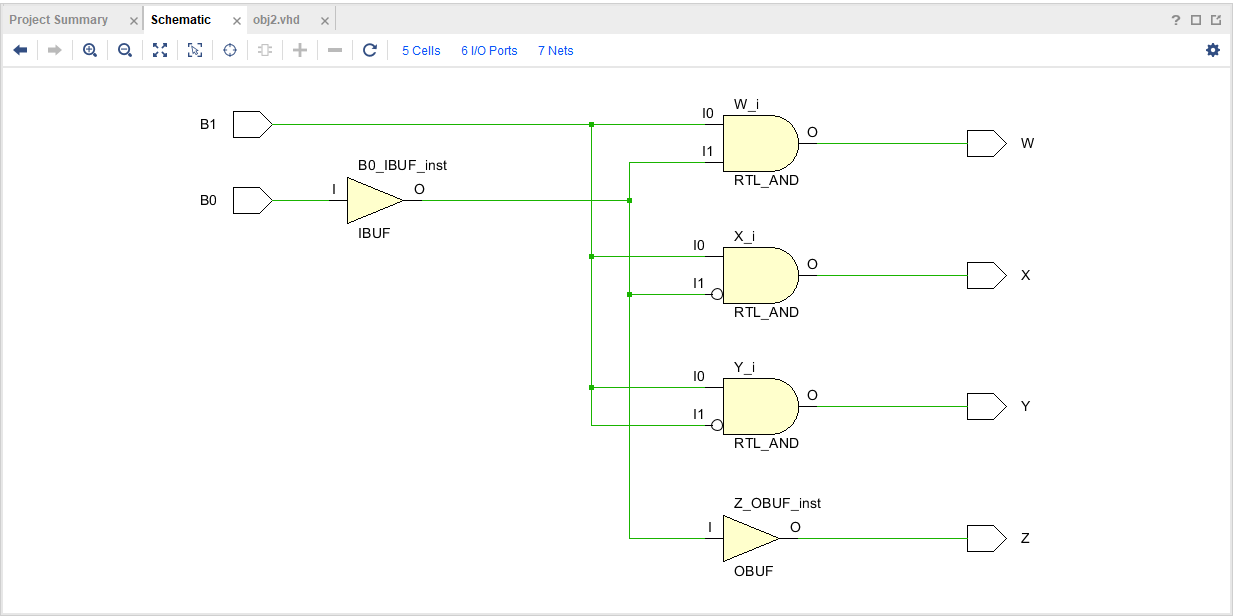 Project Summary × Schematic × obj2.vhd ×
?
5 Cells 6 I/O Ports 7 Nets
W_i
B1 I0 O W
I1
RTL_AND
B0_IBUF_inst
B0 I O
IBUF
X_i
I0 O X
I1
RTL_AND
Y_i
I0 O Y
I1
RTL_AND
Z_OBUF_inst
I O Z
OBUF